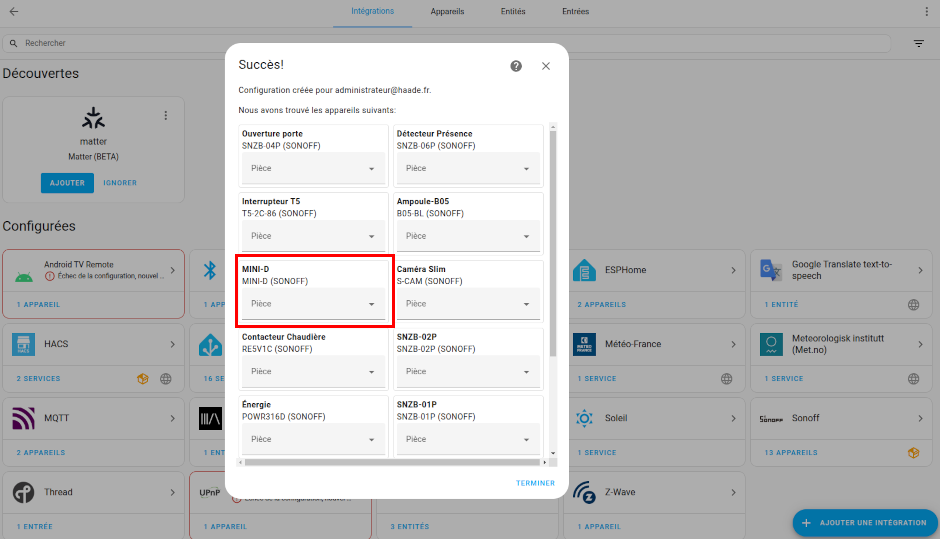 Intégrations Appareils Entités Entrées
Rechercher
Découvertes
matter
Matter (BETA)
AJOUTER IGNORER
Configurées
Android TV Remote
Échec de la configuration, nouvel ...
1 APPAREIL
HACS
2 SERVICES
16 SE
MQTT
2 APPAREILS
1 ENT
Thread
1 ENTRÉE
UPnP
1 APPAREIL
3 ENTITÉS
Succès!
Configuration créée pour administrateur@haade.fr.
Nous avons trouvé les appareils suivants:
Ouverture porte
SNZB-04P (SONOFF)
Pièce
Détecteur Présence
SNZB-06P (SONOFF)
Pièce
Interrupteur T5
T5-2C-86 (SONOFF)
Pièce
Ampoule-B05
B05-BL (SONOFF)
Pièce
MINI-D
MINI-D (SONOFF)
Pièce
Caméra Slim
S-CAM (SONOFF)
Pièce
Contacteur Chaudière
RE5V1C (SONOFF)
Pièce
SNZB-02P
SNZB-02P (SONOFF)
Pièce
Énergie
POWR316D (SONOFF)
Pièce
SNZB-01P
SNZB-01P (SONOFF)
Pièce
TERMINER
ESPHome
2 APPAREILS
Google Translate text-to-
speech
1 ENTITÉ
METEO
FRANCE
Météo-France
1 SERVICE
Meteorologisk institutt
(Met.no)
1 SERVICE
Soleil
1 SERVICE
SONOFF
Sonoff
13 APPAREILS
Z-Wave
1 APPAREIL
AJOUTER UNE INTÉGRATION